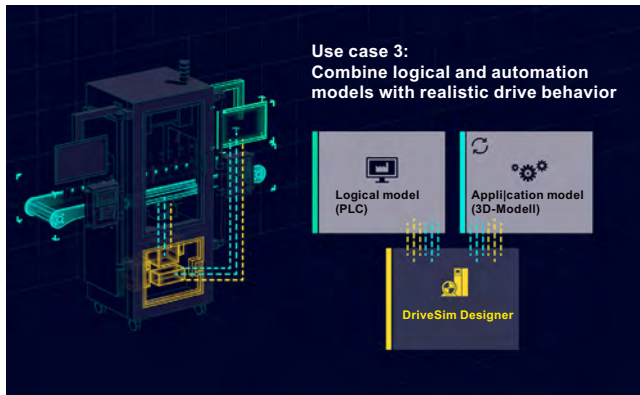 Use case 3:
Combine logical and automation
models with realistic drive behavior
Logical model
(PLC)
Appli|cation model
(3D-Modell)
DriveSim Designer